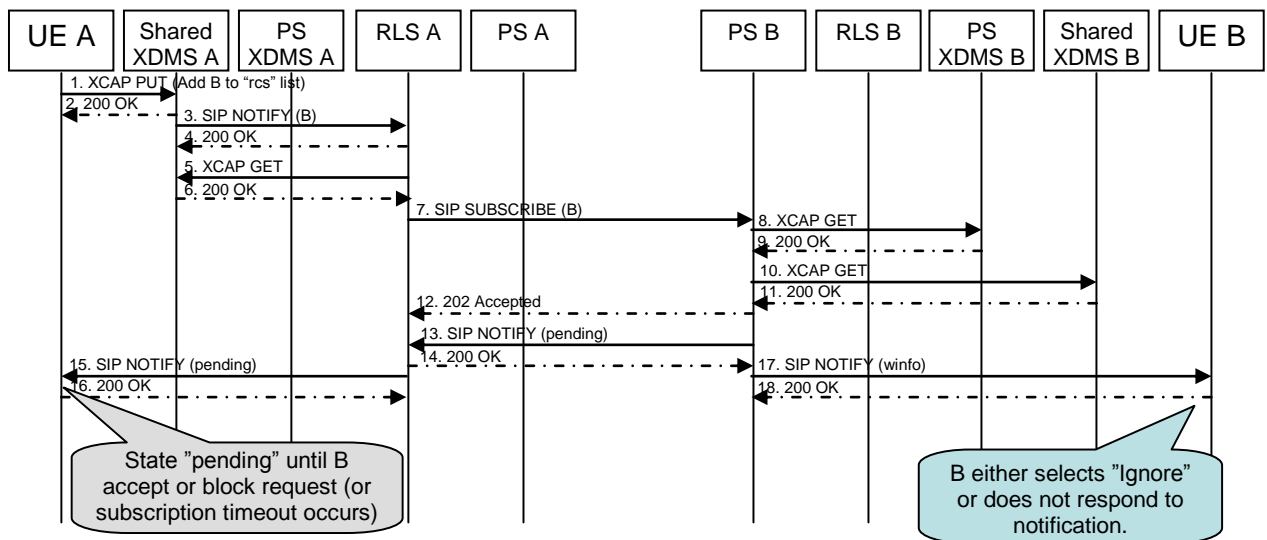 UE A
Shared
XDMS A
PS
XDMS A
RLS A
PS A
PS B
RLS B
PS
XDMS B
Shared
XDMS B
UE B
1. XCAP PUT (Add B to “rcs” list)
2. 200 OK
3. SIP NOTIFY (B)
4. 200 OK
5. XCAP GET
6. 200 OK
7. SIP SUBSCRIBE (B)
8. XCAP GET
9. 200 OK
10. XCAP GET
11. 200 OK
12. 202 Accepted
13. SIP NOTIFY (pending)
14. 200 OK
15. SIP NOTIFY (pending)
16. 200 OK
17. SIP NOTIFY (winfo)
18. 200 OK
State ”pending” until B
accept or block request (or
subscription timeout occurs)
B either selects ”Ignore”
or does not respond to
notification.